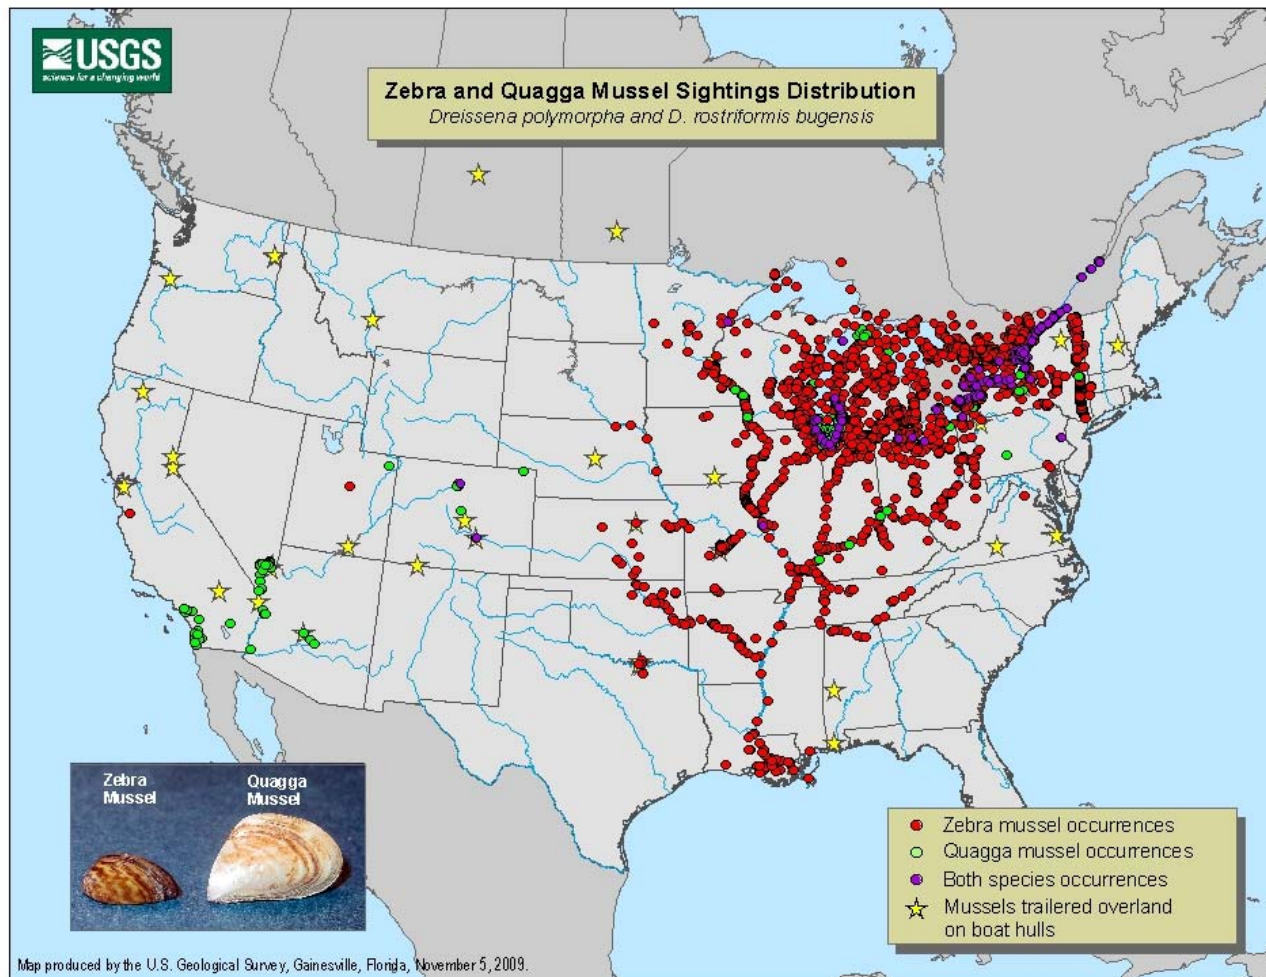 USGS
science for a changing world
Zebra and Quagga Mussel Sightings Distribution
Dreissena polymorpha and D. rostriformis bugensis
Zebra
Mussel
Quagga
Mussel
Zebra mussel occurrences
Quagga mussel occurrences
Both species occurrences
Mussels trailered overland
on boat hulls
Map produced by the U.S. Geological Survey, Gainesville, Florida, November 5, 2009.